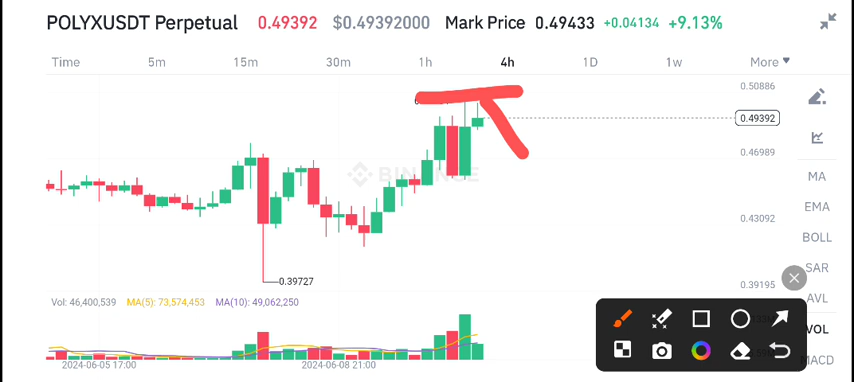 POLYXUSDT Perpetual 0.49392 $0.49392000 Mark Price 0.49433 +0.04134 +9.13%
Time 5m 15m 30m 1h 4h 1D 1w More
0.50886
0.49392
0.46989
BINANCE
MA
EMA
0.43092
BOLL
SAR
0.39727
0.39195
AVL
Vol: 46,400,539 MA(5): 73,574,453 MA(10): 49,062,250
VOL
MACD
2024-06-05 17:00 2024-06-08 21:00